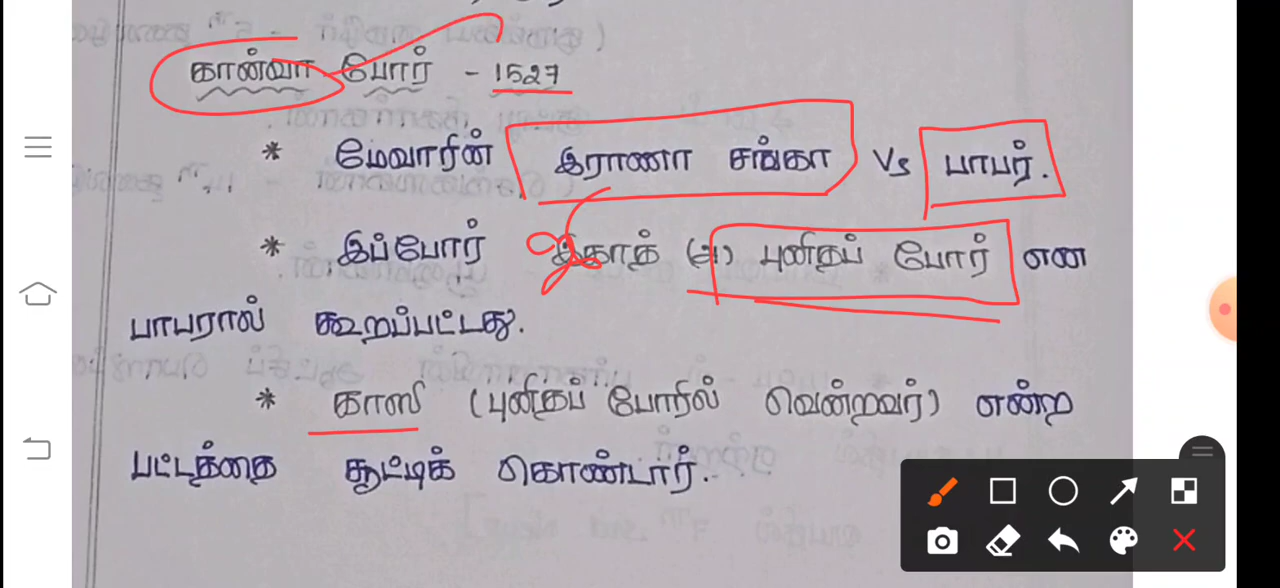 கான்வா போர் - 1527
* மேவாரின் இராணா சங்கா Vs பாபர்.
* இப்போர் (அ) புனிதப் போர் என
பாபரால் கூறப்பட்டது.
* காஸி (புனிதப் போரில் வென்றவர்) என்ற
பட்டத்தை சூட்டிக் கொண்டார்.